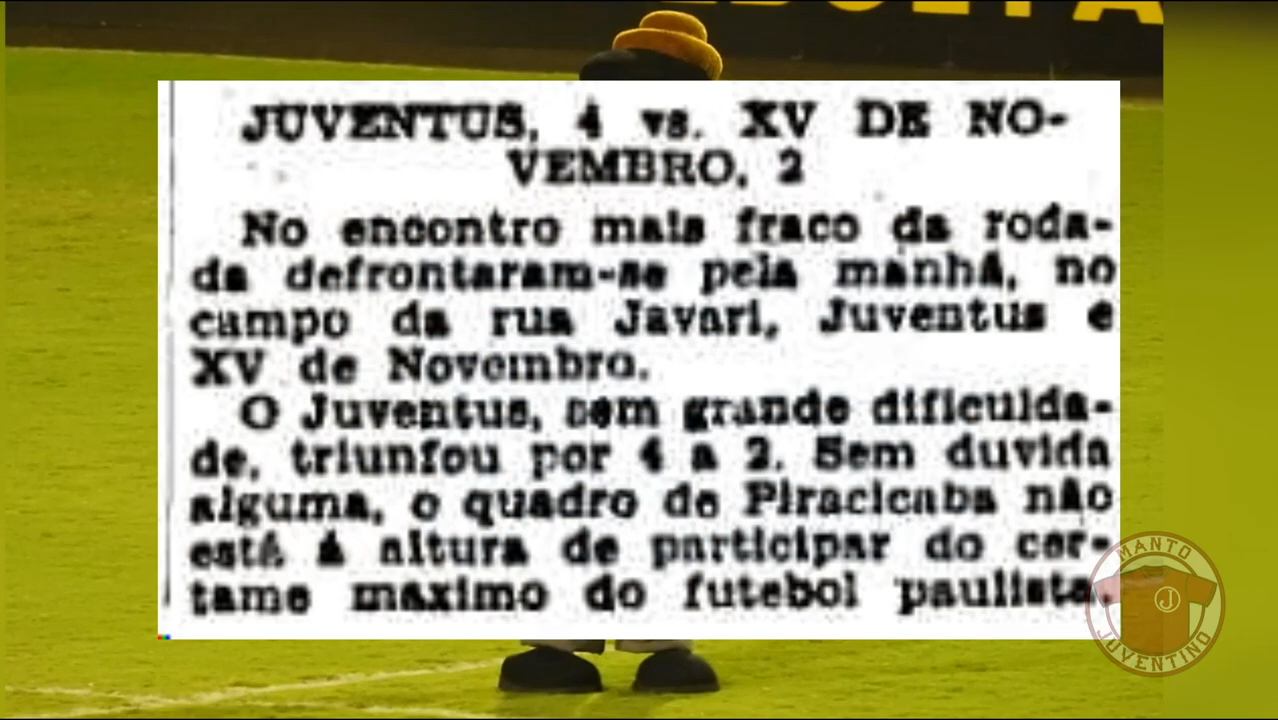 JUVENTUS, 4 vs. XV DE NO-
VEMBRO, 2
No encontro mais fraco da roda-
da defrontaram-se pela manhã, no
campo da rua Javari, Juventus e
XV de Novembro.
O Juventus, sem grande dificulda-
de, triunfou por 4 a 2. Sem duvida
alguma, o quadro de Piracicaba não
está á altura de participar do cer-
tame maximo do futebol paulista.
MANTO
J
JUVENTINO